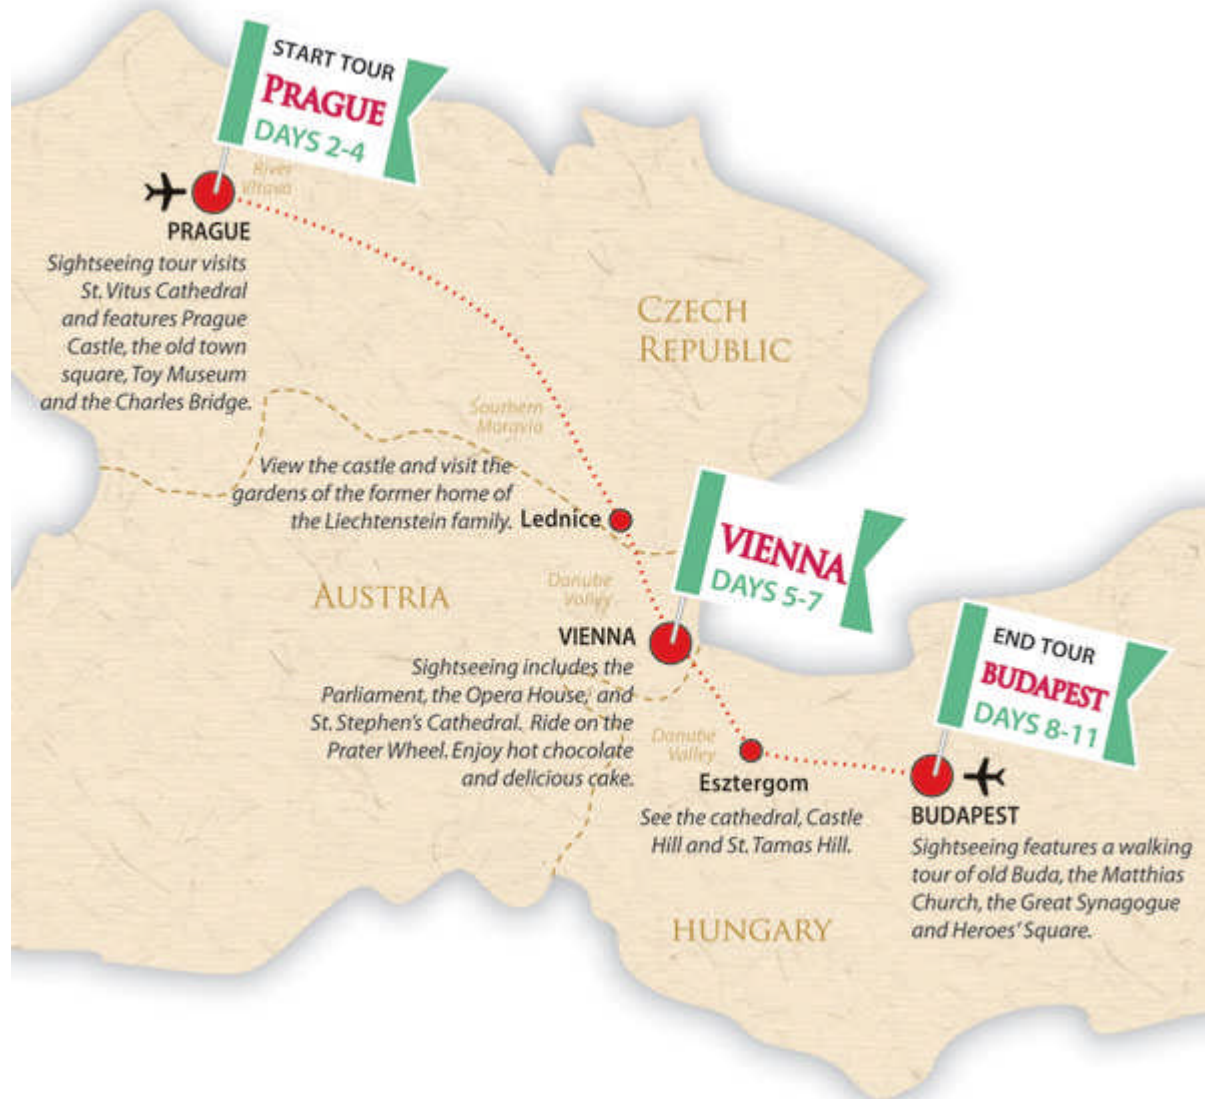 START TOUR
PRAGUE
DAYS 2-4
River
Vltava
PRAGUE
Sightseeing tour visits
St. Vitus Cathedral
and features Prague
Castle, the old town
square, Toy Museum
and the Charles Bridge.
CZECH
REPUBLIC
Southern
Moravia
View the castle and visit the
gardens of the former home of
the Liechtenstein family.
Lednice
VIENNA
DAYS 5-7
AUSTRIA
Danube
Valley
VIENNA
Sightseeing includes the
Parliament, the Opera House, and
St. Stephen's Cathedral. Ride on the
Prater Wheel. Enjoy hot chocolate
and delicious cake.
END TOUR
BUDAPEST
DAYS 8-11
Danube
Valley
Esztergom
See the cathedral, Castle
Hill and St. Tamas Hill.
BUDAPEST
Sightseeing features a walking
tour of old Buda, the Matthias
Church, the Great Synagogue
and Heroes' Square.
HUNGARY